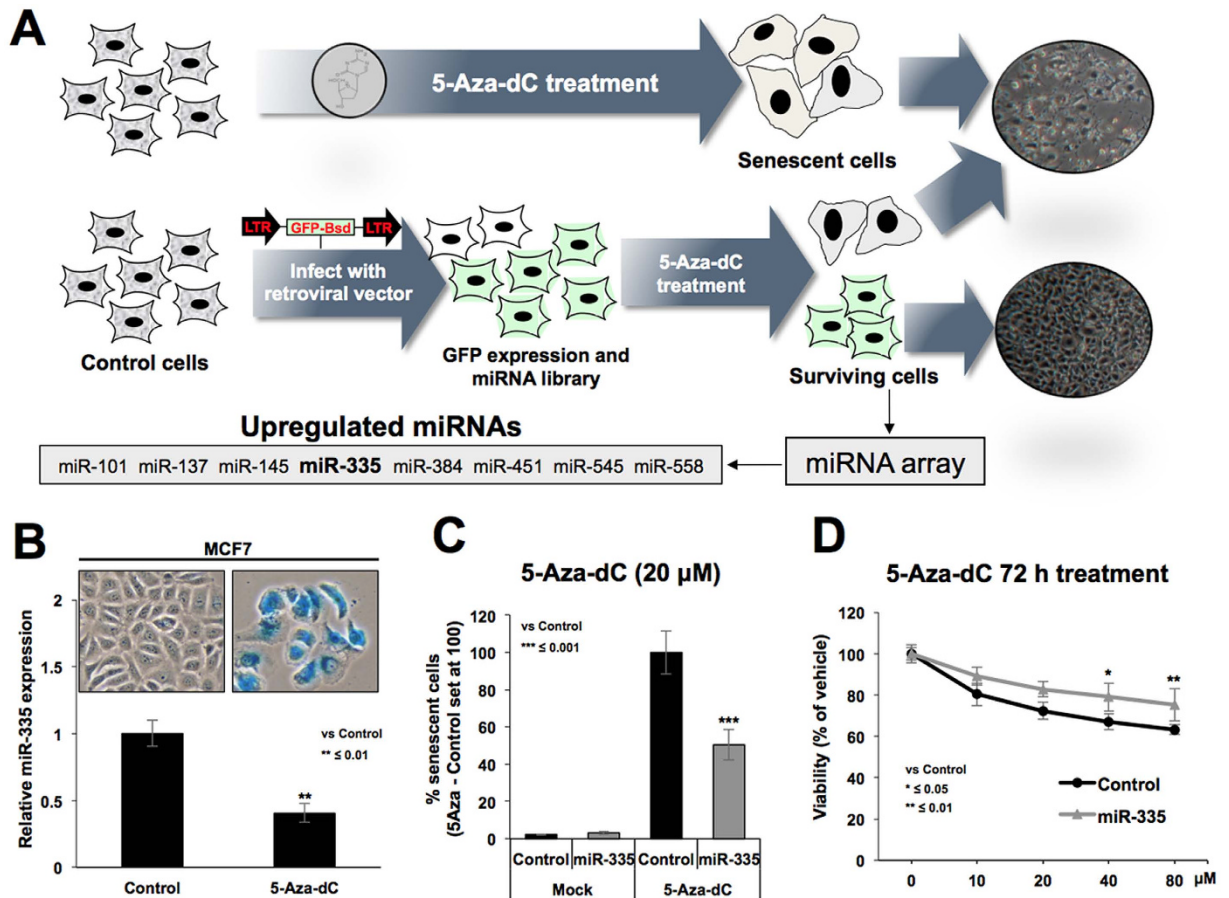 A
5-Aza-dC treatment
Senescent cells
LTR
GFP-Bsd
LTR
Infect with
retroviral vector
5-Aza-dC
treatment
Control cells
GFP expression and
miRNA library
Surviving cells
Upregulated miRNAs
miR-101 miR-137 miR-145 miR-335 miR-384 miR-451 miR-545 miR-558
miRNA array
B
MCF7
Relative miR-335 expression
2
1.5
1
0.5
0
vs Control
** ≤ 0.01
**
Control
5-Aza-dC
C
5-Aza-dC (20 µM)
% senescent cells
(5Aza - Control set at 100)
120
100
80
60
40
20
0
vs Control
*** ≤ 0.001
***
Control miR-335 Control miR-335
Mock
5-Aza-dC
D
5-Aza-dC 72 h treatment
Viability (% of vehicle)
120
100
80
60
40
20
0
*
**
vs Control
* ≤ 0.05
** ≤ 0.01
Control
miR-335
0 10 20 40 80 µM